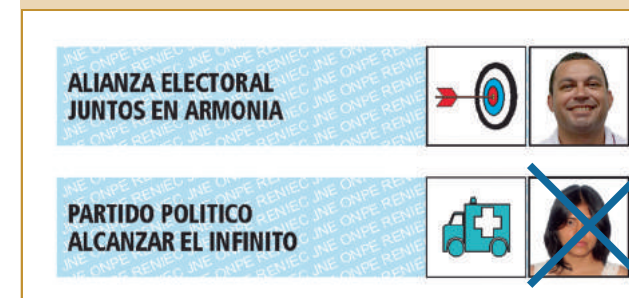 ALIANZA ELECTORAL
JUNTOS EN ARMONIA
PARTIDO POLITICO
ALCANZAR EL INFINITO